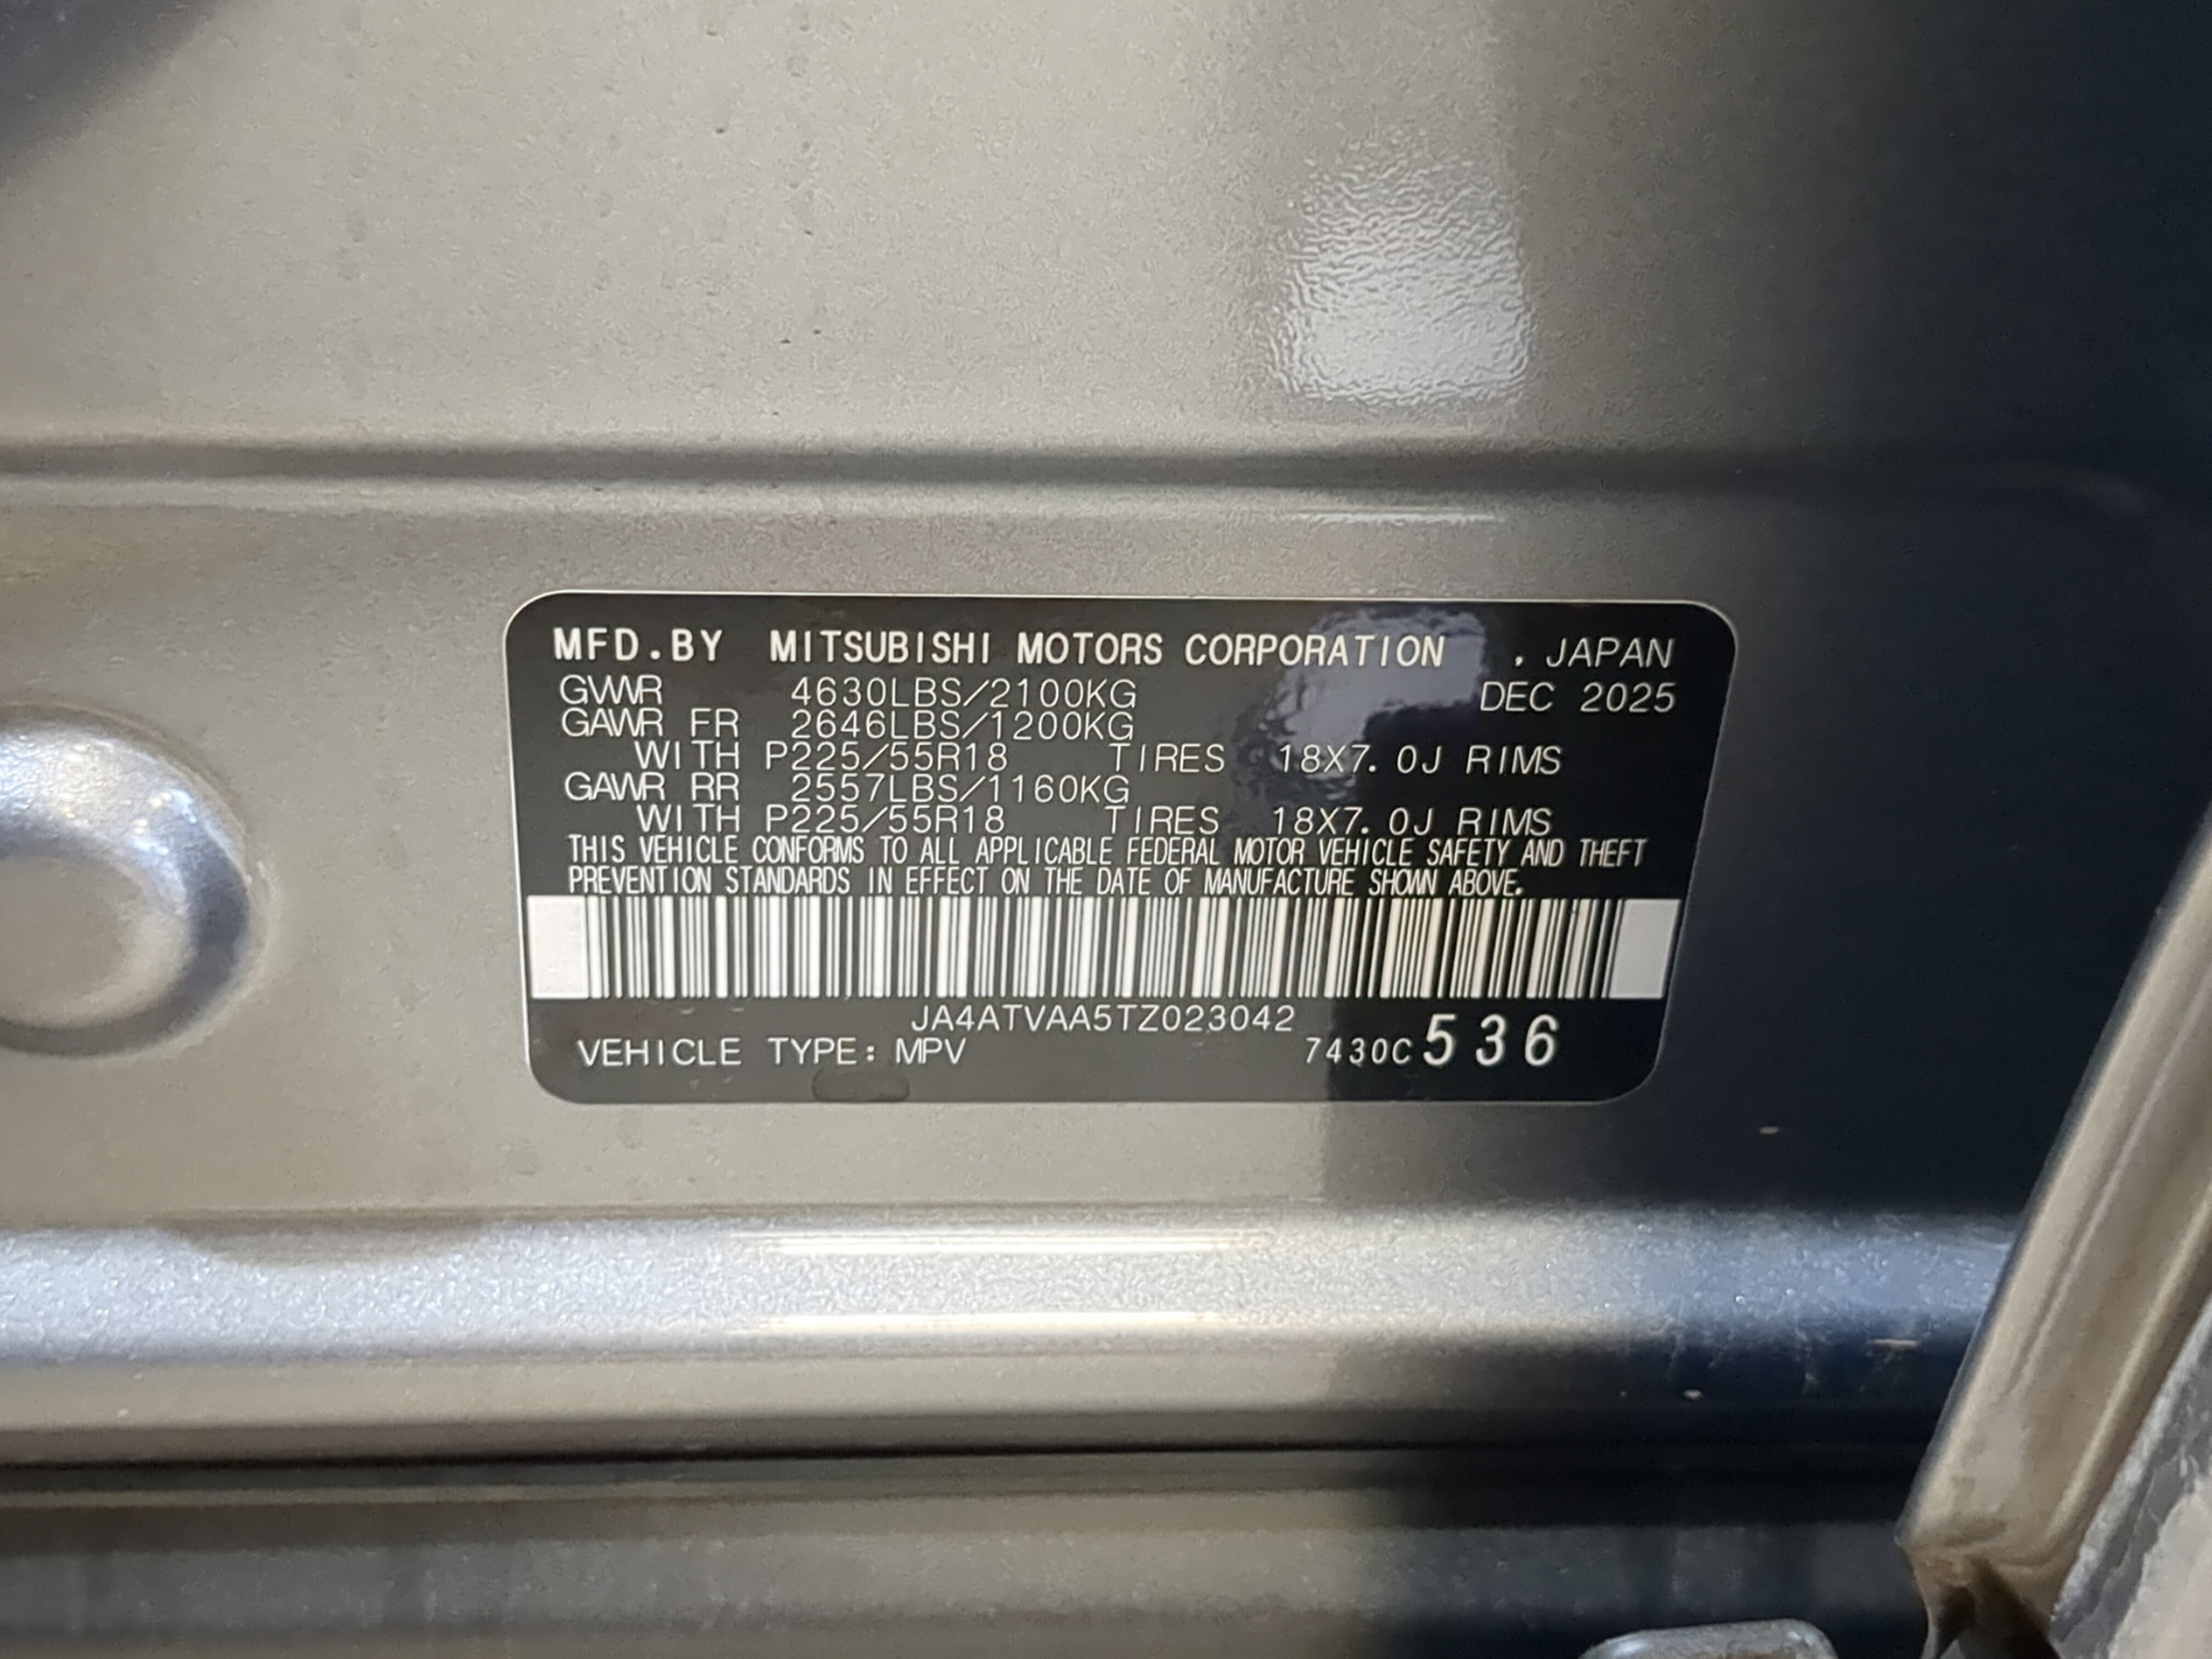 MFD.BY MITSUBISHI MOTORS CORPORATION , JAPAN
GVWR 4630LBS/2100KG DEC 2025
GAWR FR 2646LBS/1200KG
WITH P225/55R18 TIRES 18X7.0J RIMS
GAWR RR 2557LBS/1160KG
WITH P225/55R18 TIRES 18X7.0J RIMS
THIS VEHICLE CONFORMS TO ALL APPLICABLE FEDERAL MOTOR VEHICLE SAFETY AND THEFT
PREVENTION STANDARDS IN EFFECT ON THE DATE OF MANUFACTURE SHOWN ABOVE.
JA4ATVAA5TZ023042
VEHICLE TYPE: MPV 7430C 536